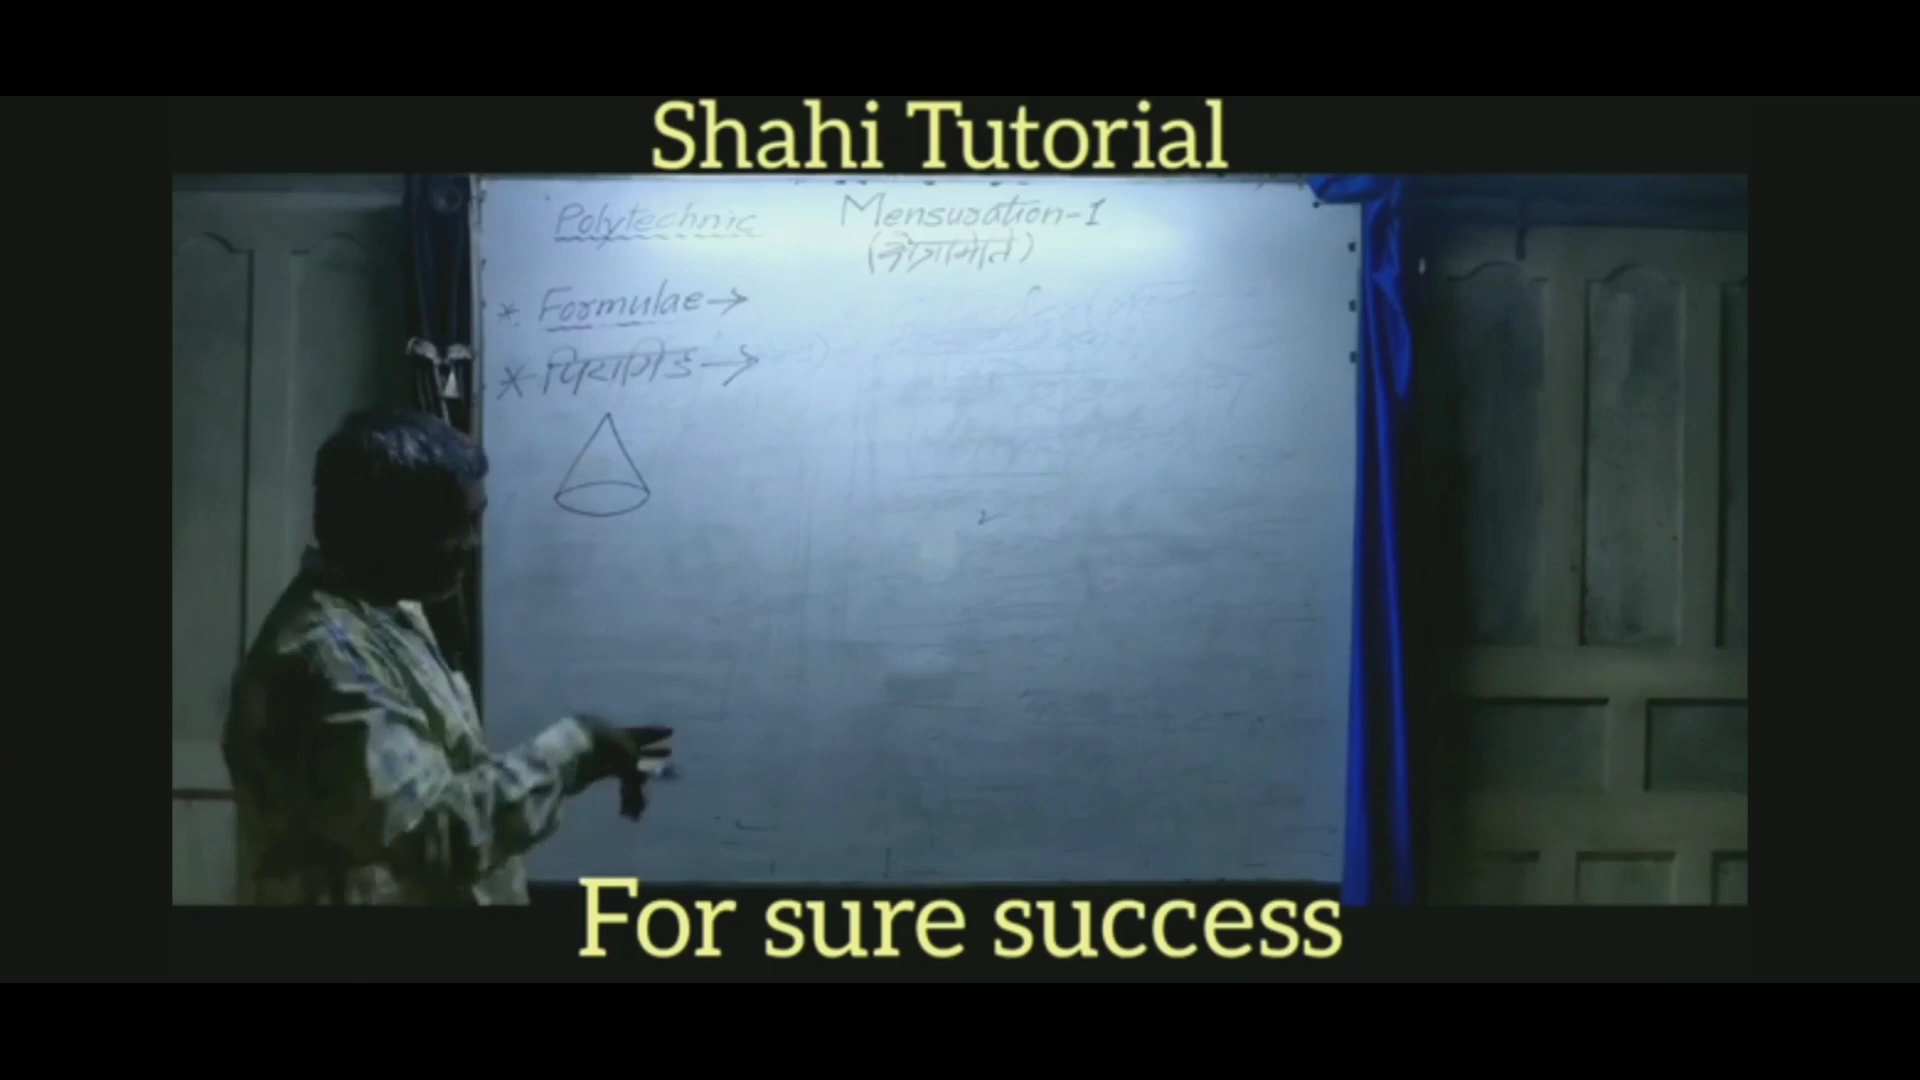 Shahi Tutorial
Polytechnic Mensuration-1
(क्षेत्रमिति)
* Formulae→
* पिरामिड→
For sure success